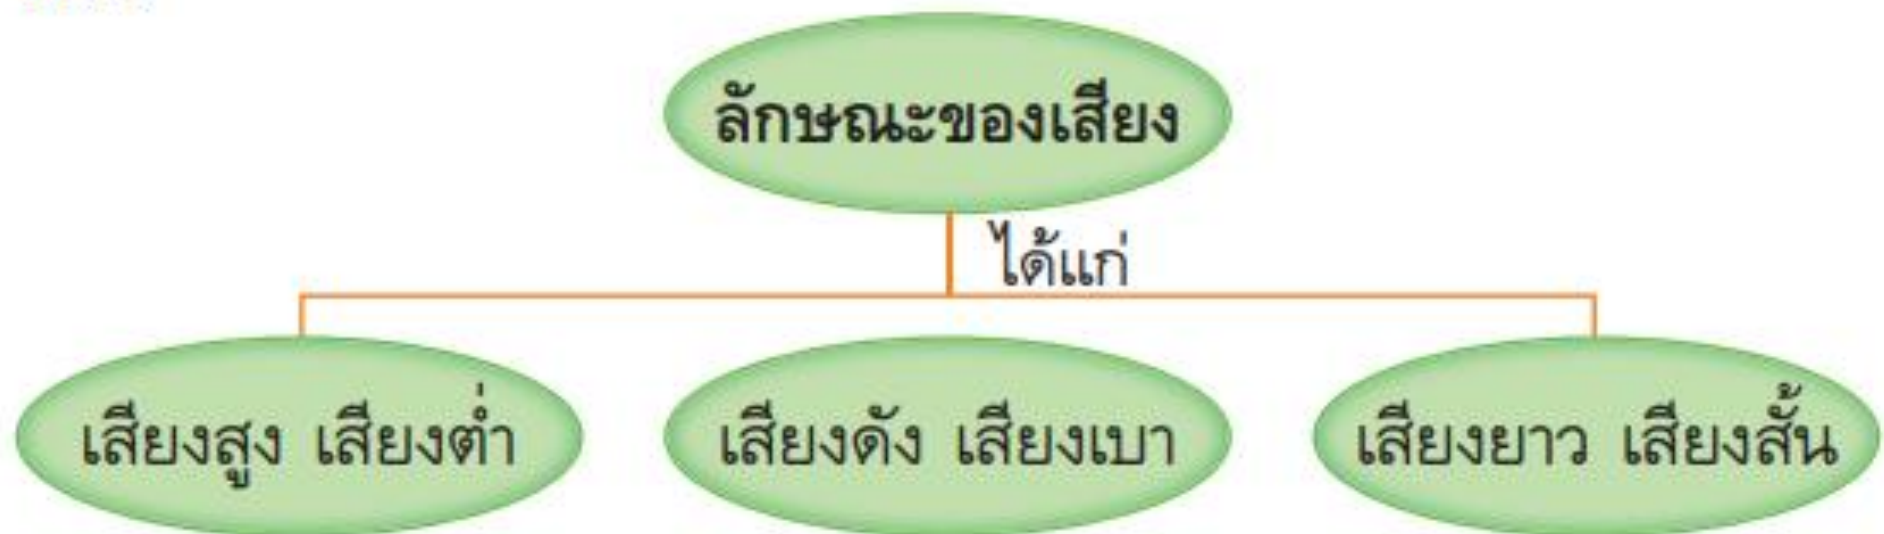 ลักษณะของเสียง
ได้แก่
เสียงสูง เสียงต่ำ
เสียงดัง เสียงเบา
เสียงยาว เสียงสั้น